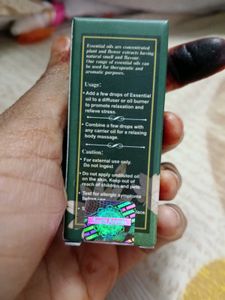 Essential oils are concentrated
plant and flower extracts having
natural smell and flavour.
Our range of essential oils can
be used for therapeutic and
aromatic purposes.
Usage:
• Add a few drops of Essential
oil to a diffuser or oil burner
to promote relaxation and
relieve stress.
• Combine a few drops with
any carrier oil for a relaxing
body massage.
Caution:
• For external use only.
Do not ingest
• Do not apply undiluted oil
on the skin. Keep out of
reach of children and pets.
• Test for allergic symptoms